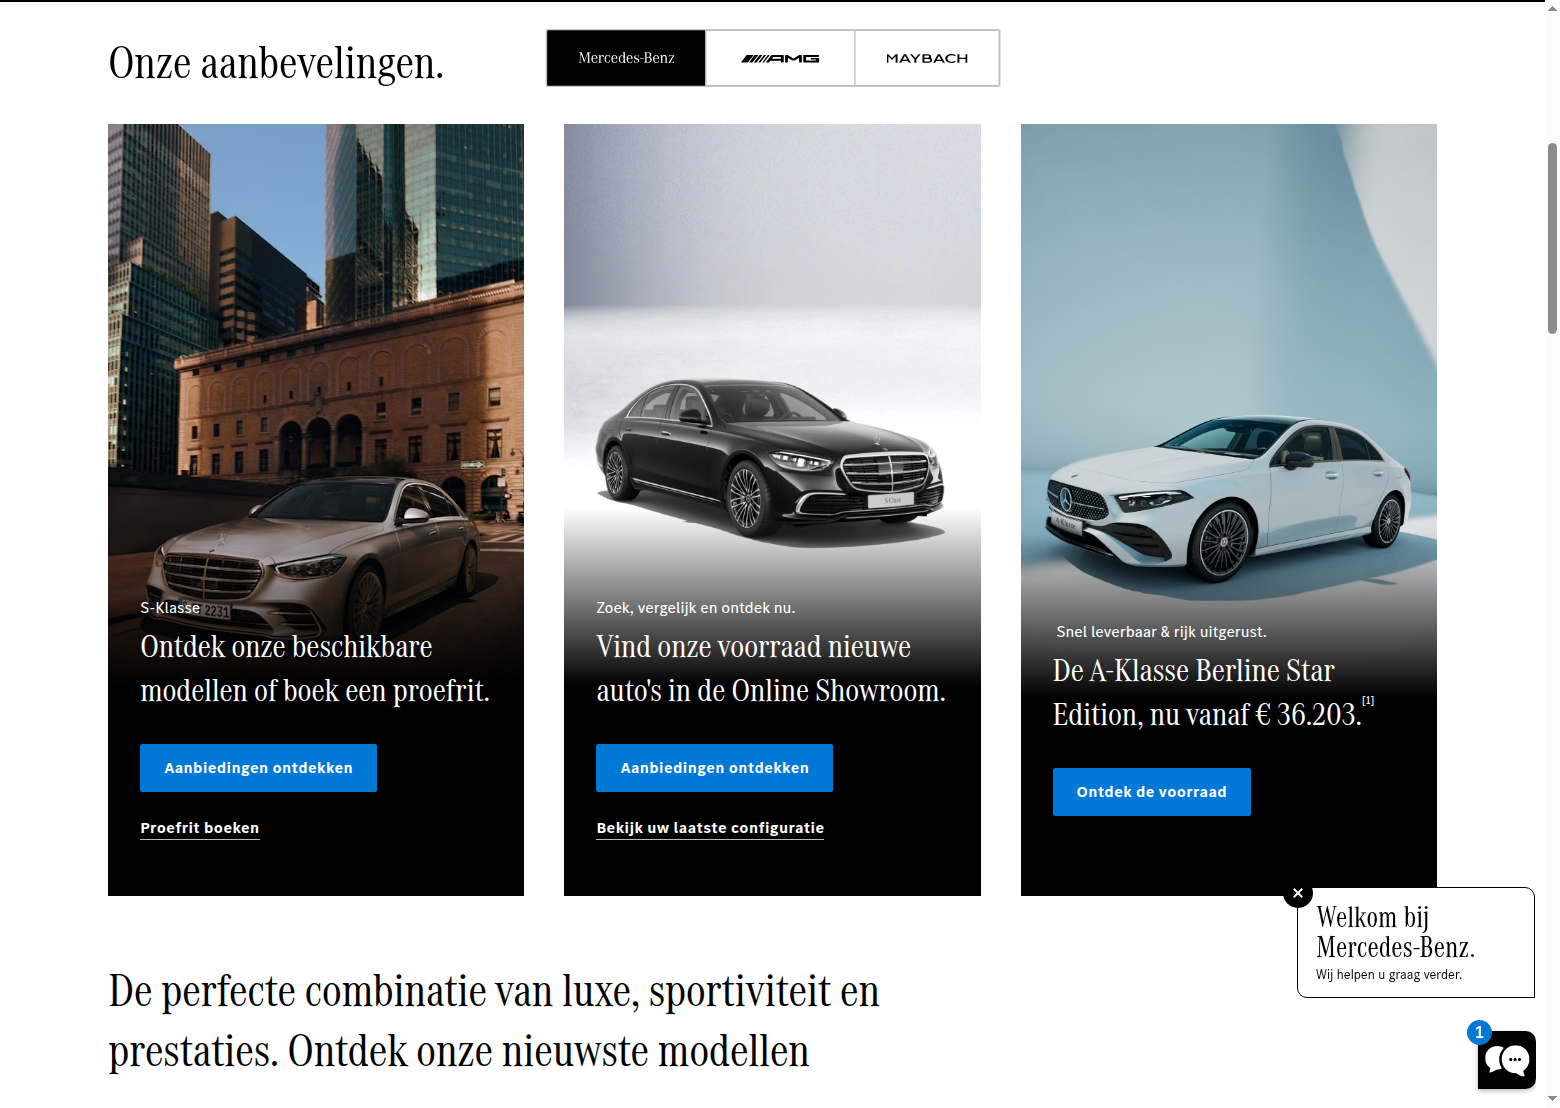 Onze aanbevelingen.
Mercedes-Benz
AMG
MAYBACH
S-Klasse
2231
Ontdek onze beschikbare
modellen of boek een proefrit.
Aanbiedingen ontdekken
Proefrit boeken
S-Class
Zoek, vergelijk en ontdek nu.
Vind onze voorraad nieuwe
auto's in de Online Showroom.
Aanbiedingen ontdekken
Bekijk uw laatste configuratie
A-Klasse
Snel leverbaar & rijk uitgerust.
De A-Klasse Berline Star
Edition, nu vanaf € 36.203.[1]
Ontdek de voorraad
Welkom bij
Mercedes-Benz.
Wij helpen u graag verder.
De perfecte combinatie van luxe, sportiviteit en
prestaties. Ontdek onze nieuwste modellen
1